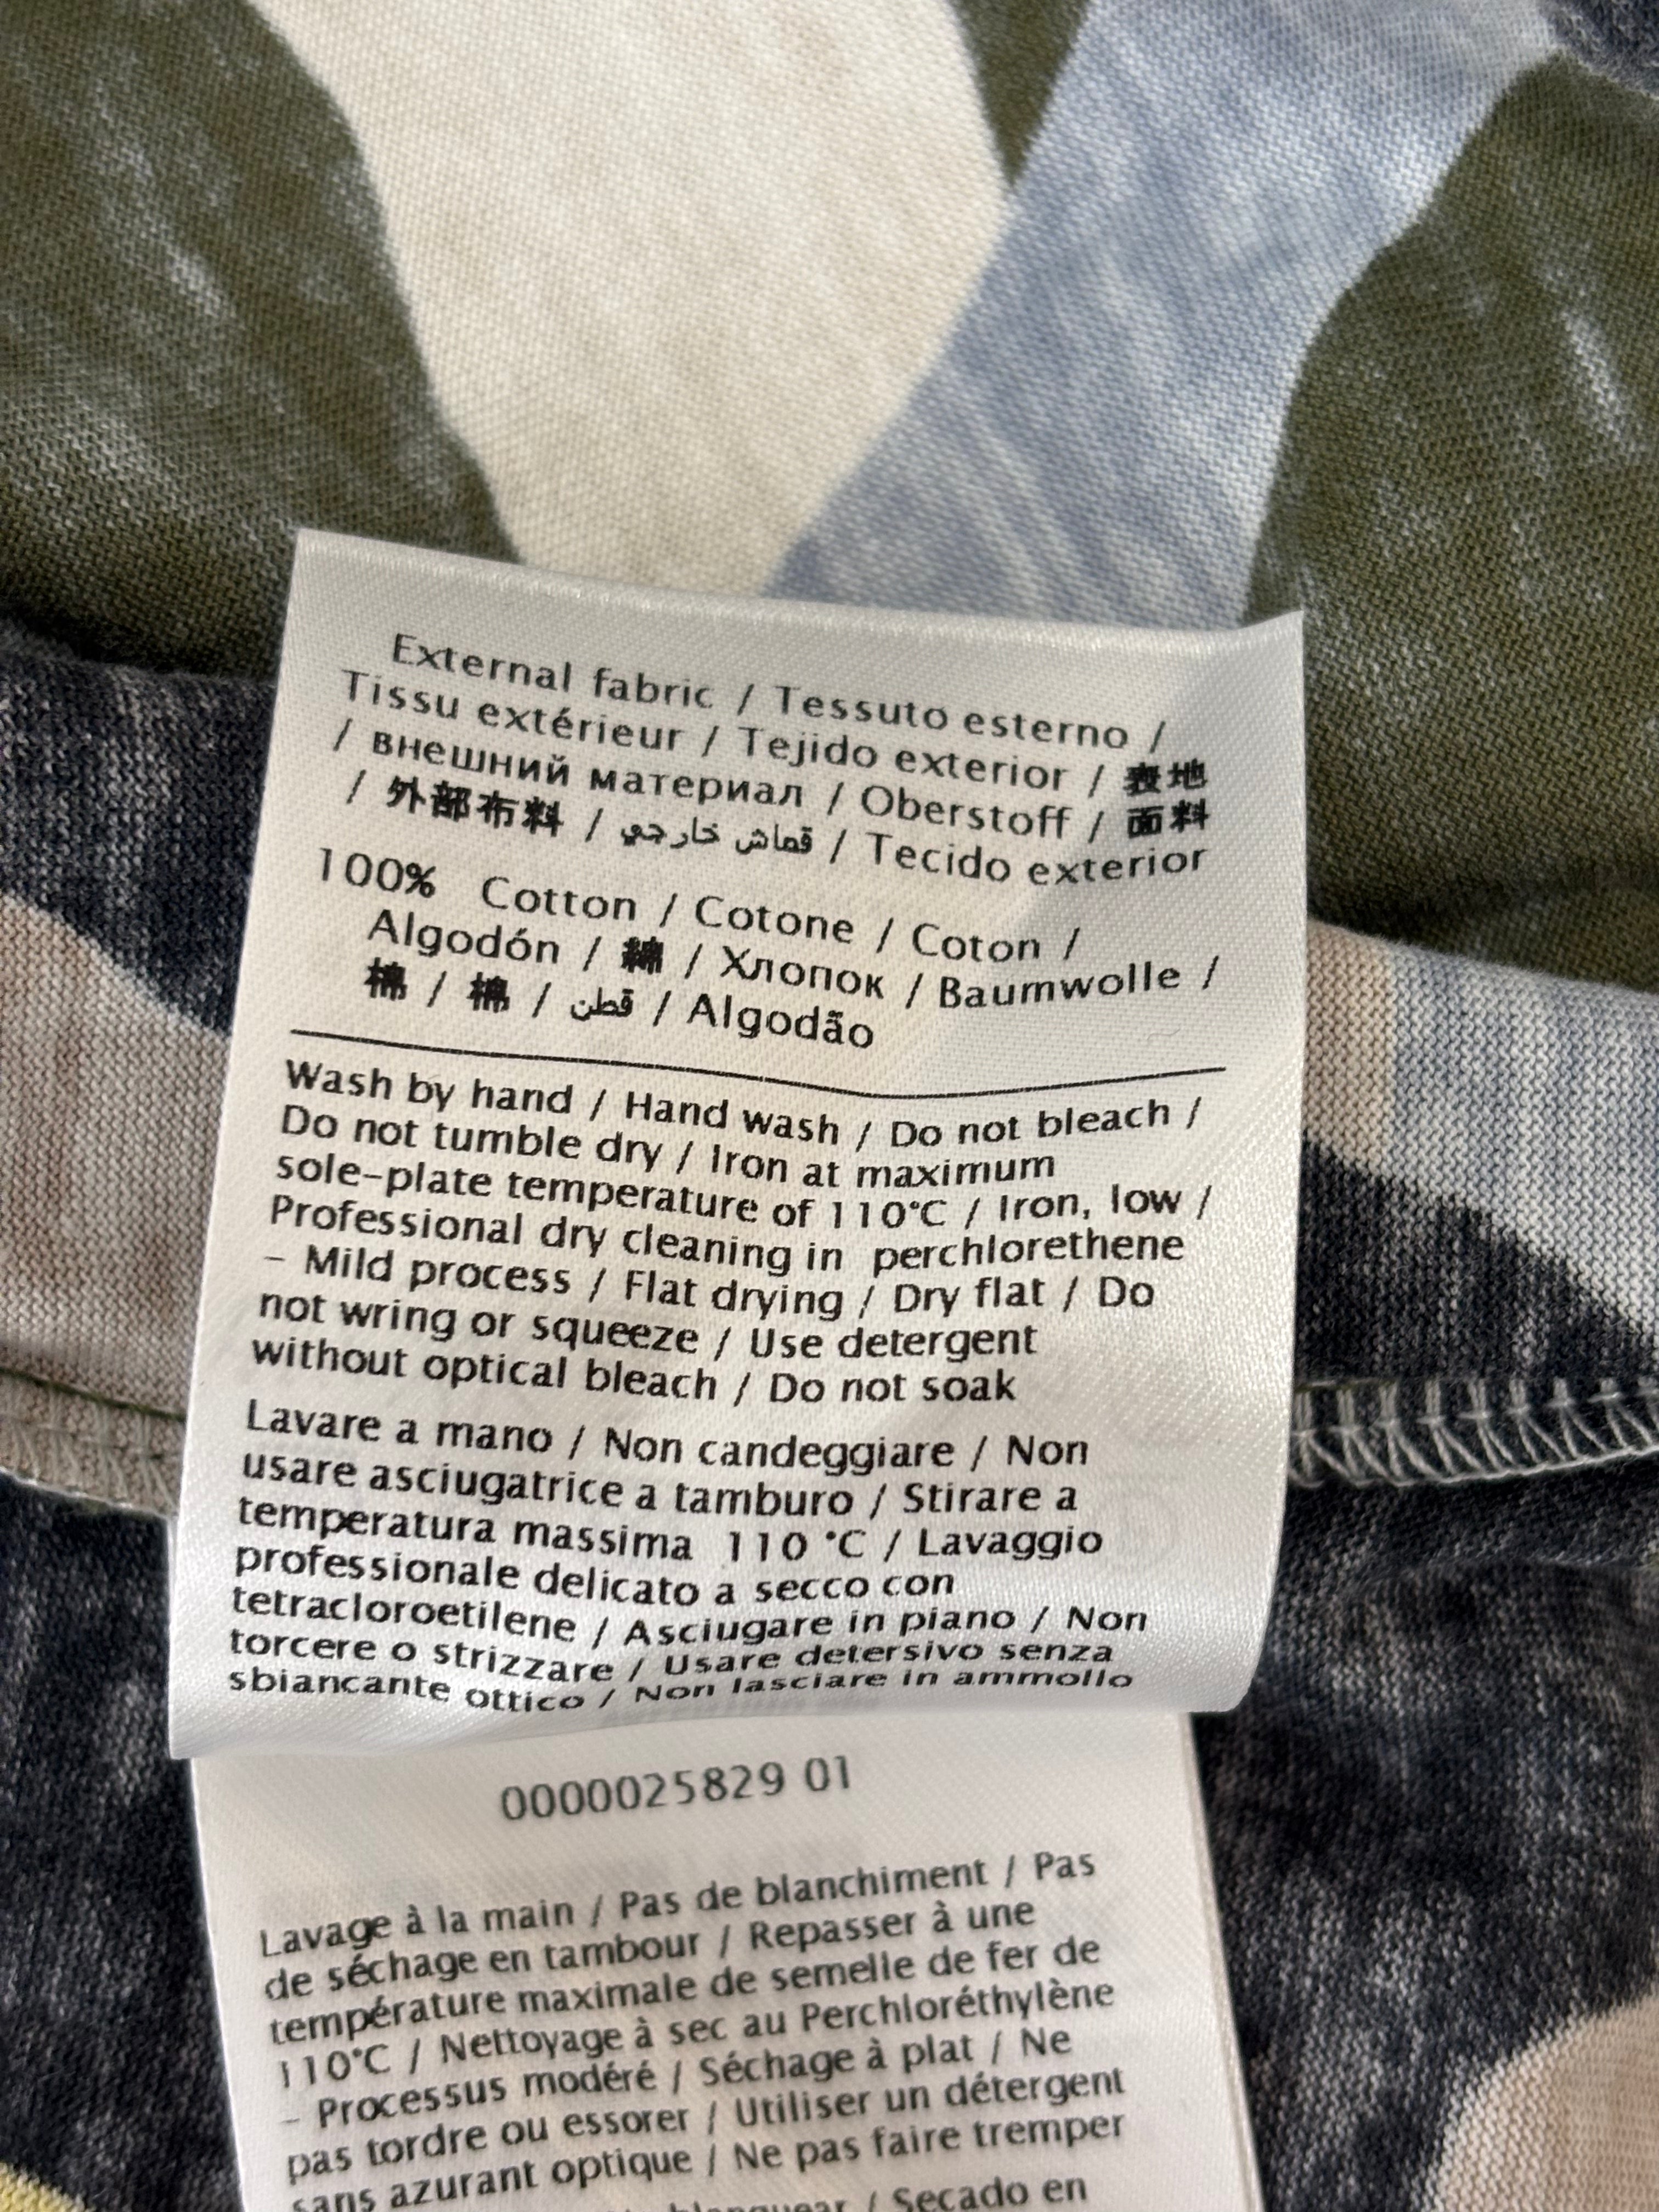 External fabric / Tessuto esterno /
Tissu extérieur / Tejido exterior / 表地
/ внешний материал / Oberstoff / 面料
/ 外部布料 / قماش خارجي / Tecido exterior
100% Cotton / Cotone / Coton /
Algodón / 綿 / Хлопок / Baumwolle /
棉 / 棉 / قطن / Algodão
Wash by hand / Hand wash / Do not bleach /
Do not tumble dry / Iron at maximum
sole-plate temperature of 110°C / Iron, low /
Professional dry cleaning in perchlorethene
- Mild process / Flat drying / Dry flat / Do
not wring or squeeze / Use detergent
without optical bleach / Do not soak
Lavare a mano / Non candeggiare / Non
usare asciugatrice a tamburo / Stirare a
temperatura massima 110 °C / Lavaggio
professionale delicato a secco con
tetracloroetilene / Asciugare in piano / Non
torcere o strizzare / Usare detersivo senza
sbiancante ottico / Non lasciare in ammollo
0000025829 01
Lavage à la main / Pas de blanchiment / Pas
de séchage en tambour / Repasser à une
température maximale de semelle de fer de
110°C / Nettoyage à sec au Perchloréthylène
- Processus modéré / Séchage à plat / Ne
pas tordre ou essorer / Utiliser un détergent
sans azurant optique / Ne pas faire tremper
blanquear / Secado en